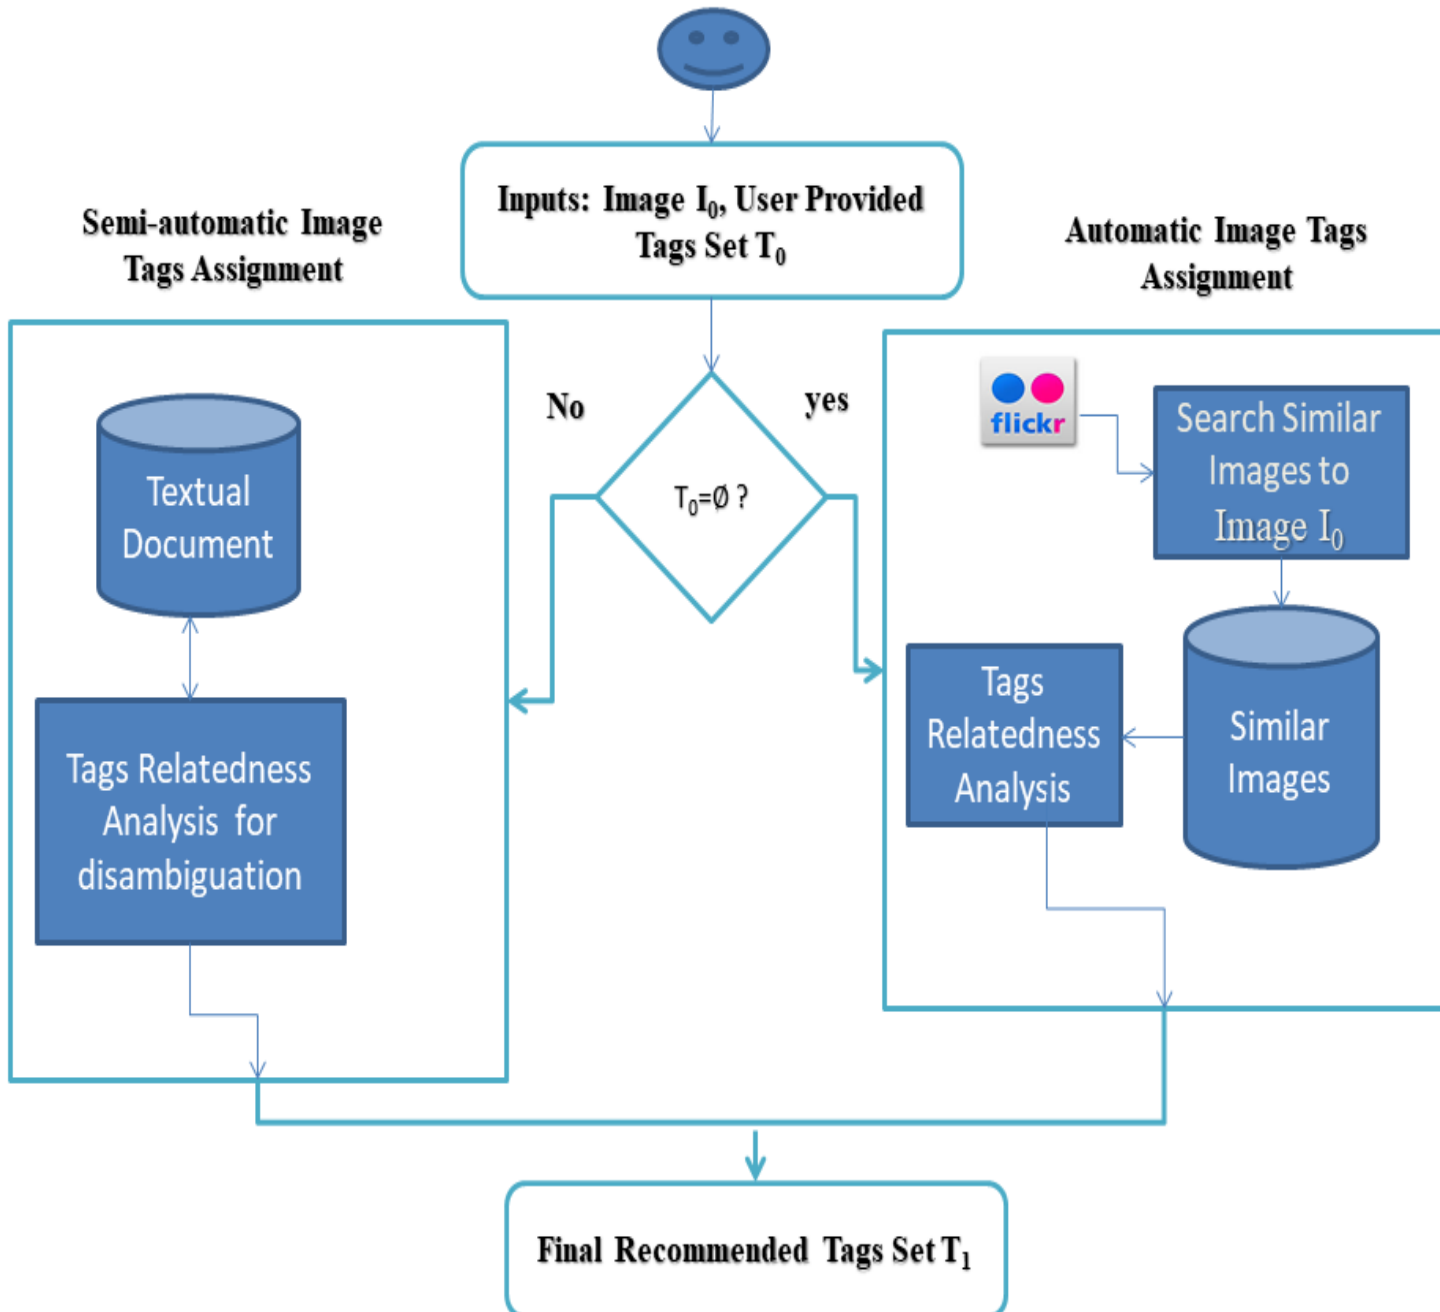 Inputs: Image I₀, User Provided
Tags Set T₀
Semi-automatic Image
Tags Assignment
Automatic Image Tags
Assignment
No
yes
T₀=Ø ?
Textual
Document
Tags Relatedness
Analysis for
disambiguation
flickr
Search Similar
Images to
Image I₀
Similar
Images
Tags
Relatedness
Analysis
Final Recommended Tags Set T₁